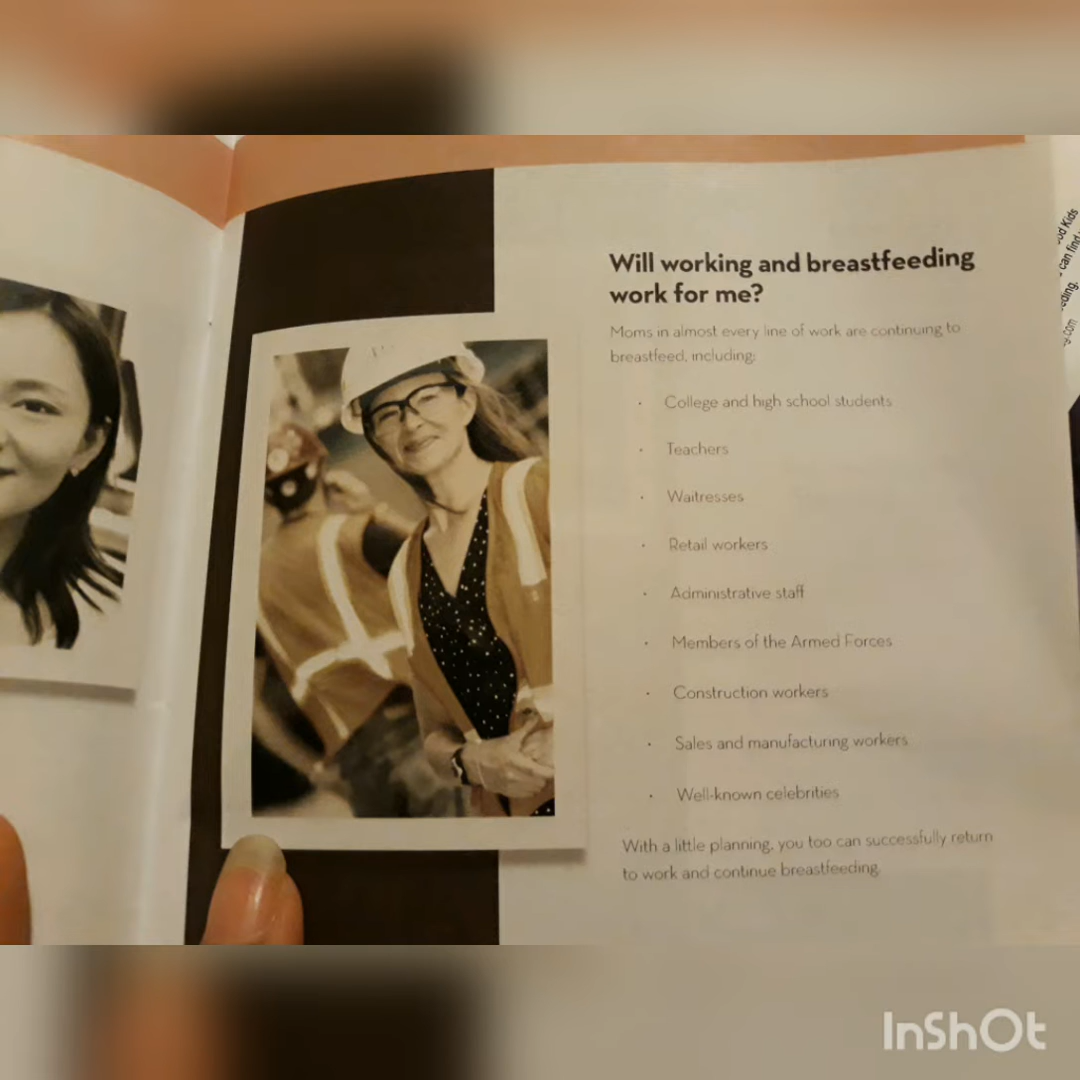 Will working and breastfeeding
work for me?
Moms in almost every line of work are continuing to
breastfeed, including:
· College and high school students
· Teachers
· Waitresses
· Retail workers
· Administrative staff
· Members of the Armed Forces
· Construction workers
· Sales and manufacturing workers
· Well-known celebrities
With a little planning, you too can successfully return
to work and continue breastfeeding.
Kids
can find
InShOt